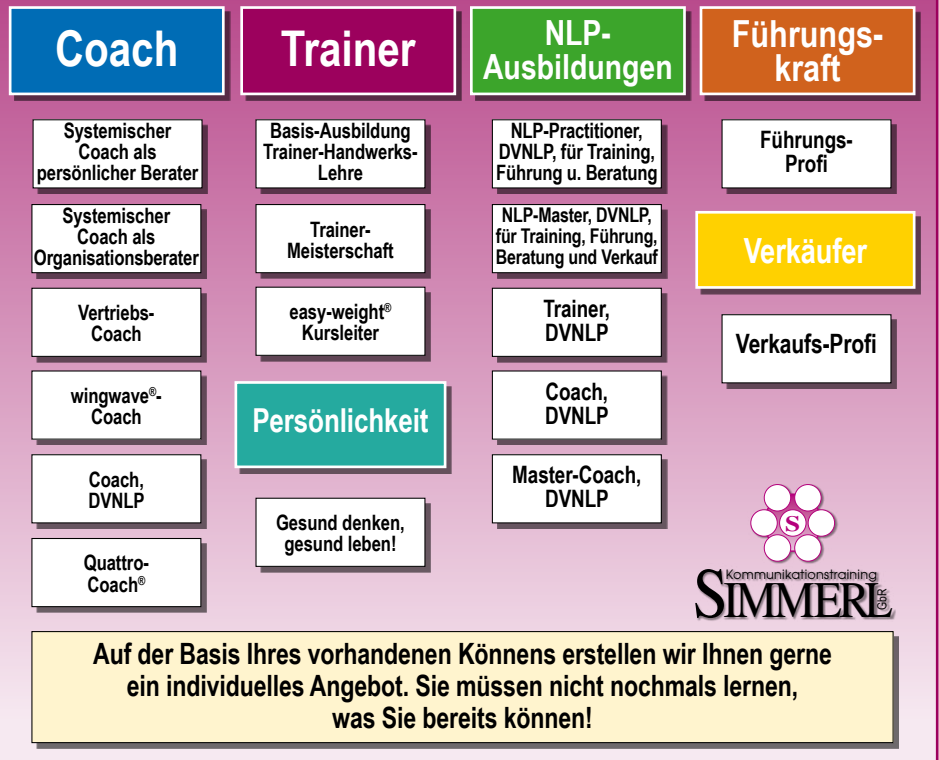 Coach
Systemischer
Coach als
persönlicher Berater
Systemischer
Coach als
Organisationsberater
Vertriebs-
Coach
wingwave®-
Coach
Coach,
DVNLP
Quattro-
Coach®
Trainer
Basis-Ausbildung
Trainer-Handwerks-
Lehre
Trainer-
Meisterschaft
easy-weight®
Kursleiter
Persönlichkeit
Gesund denken,
gesund leben!
NLP-
Ausbildungen
NLP-Practitioner,
DVNLP, für Training,
Führung u. Beratung
NLP-Master, DVNLP,
für Training, Führung,
Beratung und Verkauf
Trainer,
DVNLP
Coach,
DVNLP
Master-Coach,
DVNLP
Führungs-
kraft
Führungs-
Profi
Verkäufer
Verkaufs-Profi
S
Kommunikationstraining
SIMMERL GbR
Auf der Basis Ihres vorhandenen Könnens erstellen wir Ihnen gerne
ein individuelles Angebot. Sie müssen nicht nochmals lernen,
was Sie bereits können!